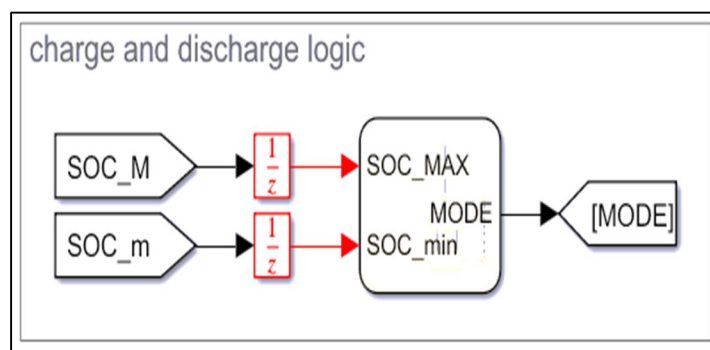 charge and discharge logic
SOC_M
1
z
SOC_MAX
MODE
[MODE]
SOC_m
1
z
SOC_min